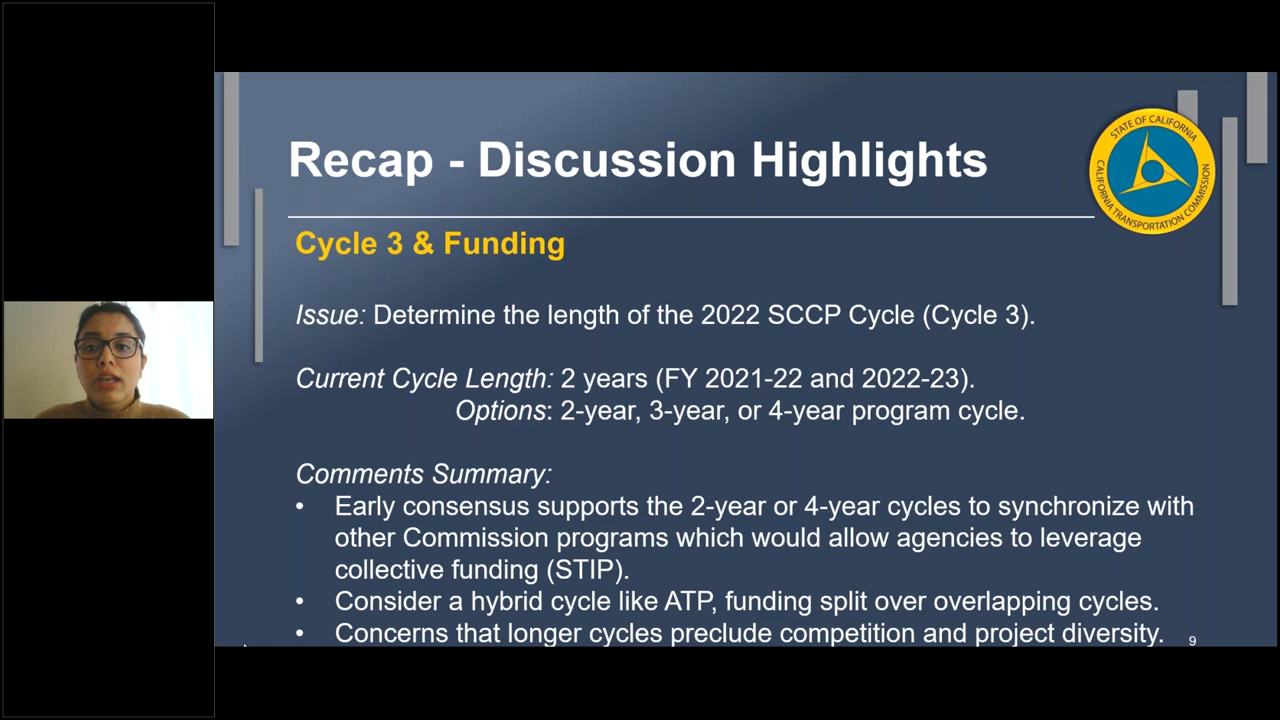 Recap - Discussion Highlights
STATE OF CALIFORNIA
CALIFORNIA TRANSPORTATION COMMISSION
Cycle 3 & Funding
Issue: Determine the length of the 2022 SCCP Cycle (Cycle 3).
Current Cycle Length: 2 years (FY 2021-22 and 2022-23).
Options: 2-year, 3-year, or 4-year program cycle.
Comments Summary:
• Early consensus supports the 2-year or 4-year cycles to synchronize with
other Commission programs which would allow agencies to leverage
collective funding (STIP).
• Consider a hybrid cycle like ATP, funding split over overlapping cycles.
• Concerns that longer cycles preclude competition and project diversity.
9